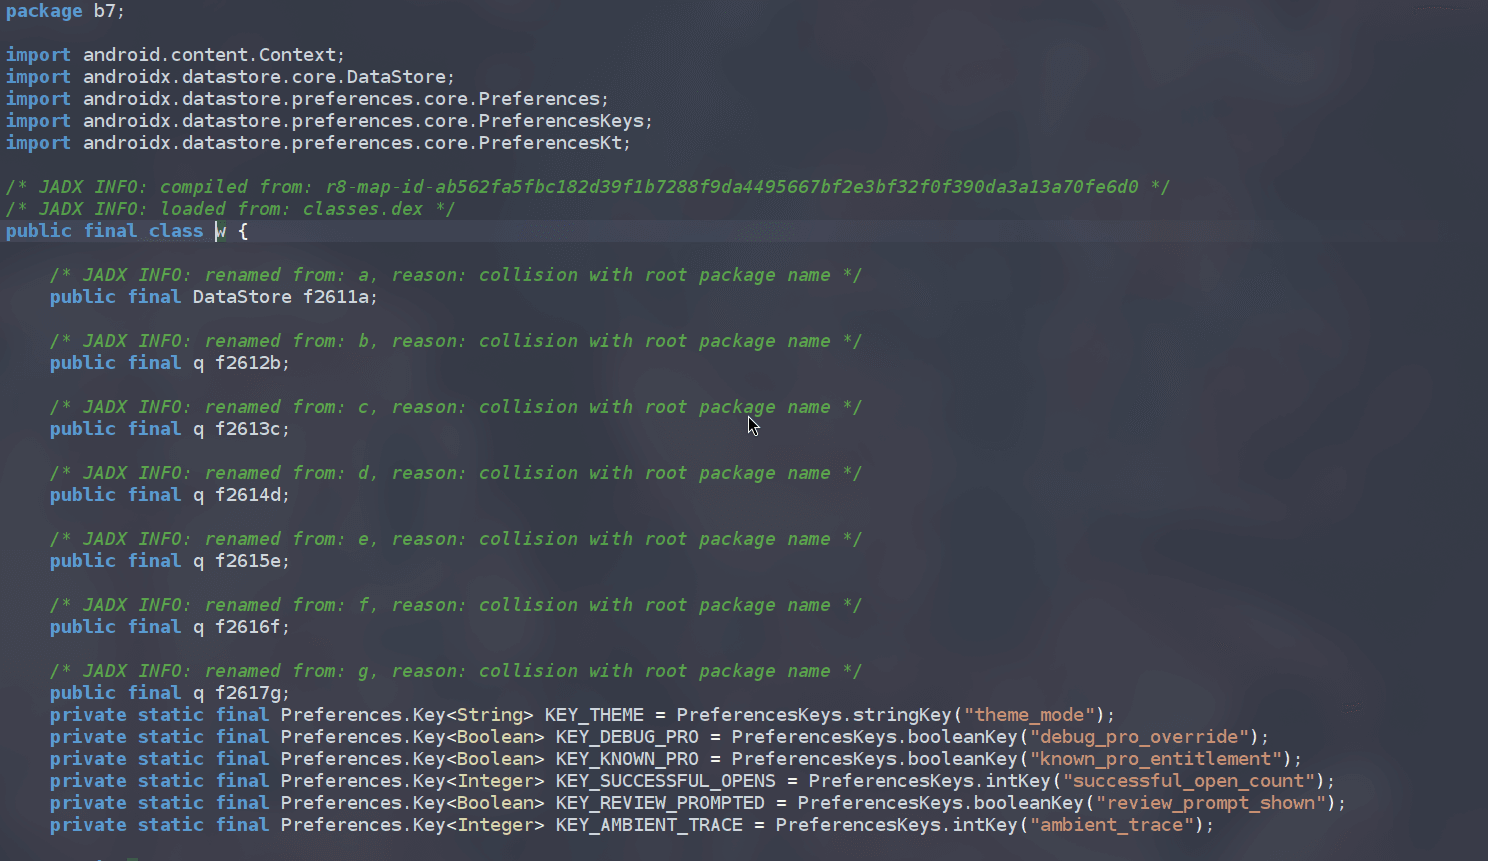 package b7;
import android.content.Context;
import androidx.datastore.core.DataStore;
import androidx.datastore.preferences.core.Preferences;
import androidx.datastore.preferences.core.PreferencesKeys;
import androidx.datastore.preferences.core.PreferencesKt;
/* JADX INFO: compiled from: r8-map-id-ab562fa5fbc182d39f1b7288f9da4495667bf2e3bf32f0f390da3a13a70fe6d0 */
/* JADX INFO: loaded from: classes.dex */
public final class w {
/* JADX INFO: renamed from: a, reason: collision with root package name */
public final DataStore f2611a;
/* JADX INFO: renamed from: b, reason: collision with root package name */
public final q f2612b;
/* JADX INFO: renamed from: c, reason: collision with root package name */
public final q f2613c;
/* JADX INFO: renamed from: d, reason: collision with root package name */
public final q f2614d;
/* JADX INFO: renamed from: e, reason: collision with root package name */
public final q f2615e;
/* JADX INFO: renamed from: f, reason: collision with root package name */
public final q f2616f;
/* JADX INFO: renamed from: g, reason: collision with root package name */
public final q f2617g;
private static final Preferences.Key<String> KEY_THEME = PreferencesKeys.stringKey("theme_mode");
private static final Preferences.Key<Boolean> KEY_DEBUG_PRO = PreferencesKeys.booleanKey("debug_pro_override");
private static final Preferences.Key<Boolean> KEY_KNOWN_PRO = PreferencesKeys.booleanKey("known_pro_entitlement");
private static final Preferences.Key<Integer> KEY_SUCCESSFUL_OPENS = PreferencesKeys.intKey("successful_open_count");
private static final Preferences.Key<Boolean> KEY_REVIEW_PROMPTED = PreferencesKeys.booleanKey("review_prompt_shown");
private static final Preferences.Key<Integer> KEY_AMBIENT_TRACE = PreferencesKeys.intKey("ambient_trace");